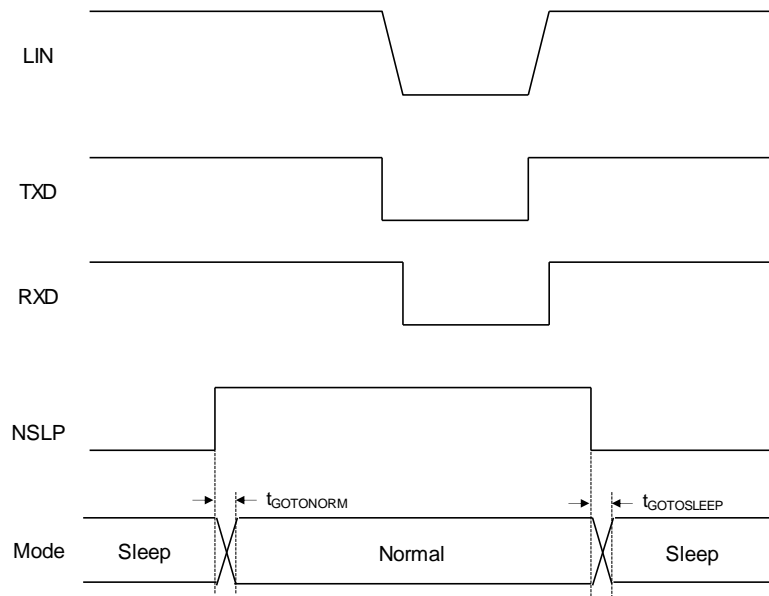 LIN
TXD
RXD
NSLP
tGOTONORM
tGOTOSLEEP
Mode Sleep Normal Sleep